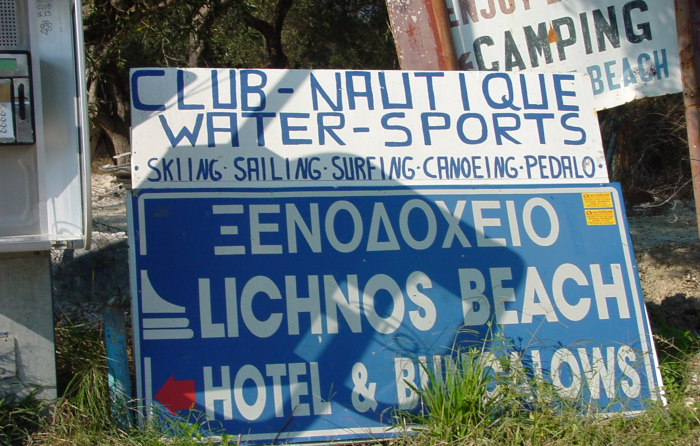 ENJOY
CAMPING
BEACH
CLUB-NAUTIQUE
WATER-SPORTS
SKIING·SAILING·SURFING·CANOEING·PEDALO·
ΞΕΝΟΔΟΧΕΙΟ
LICHNOS BEACH
HOTEL & BUNGALOWS